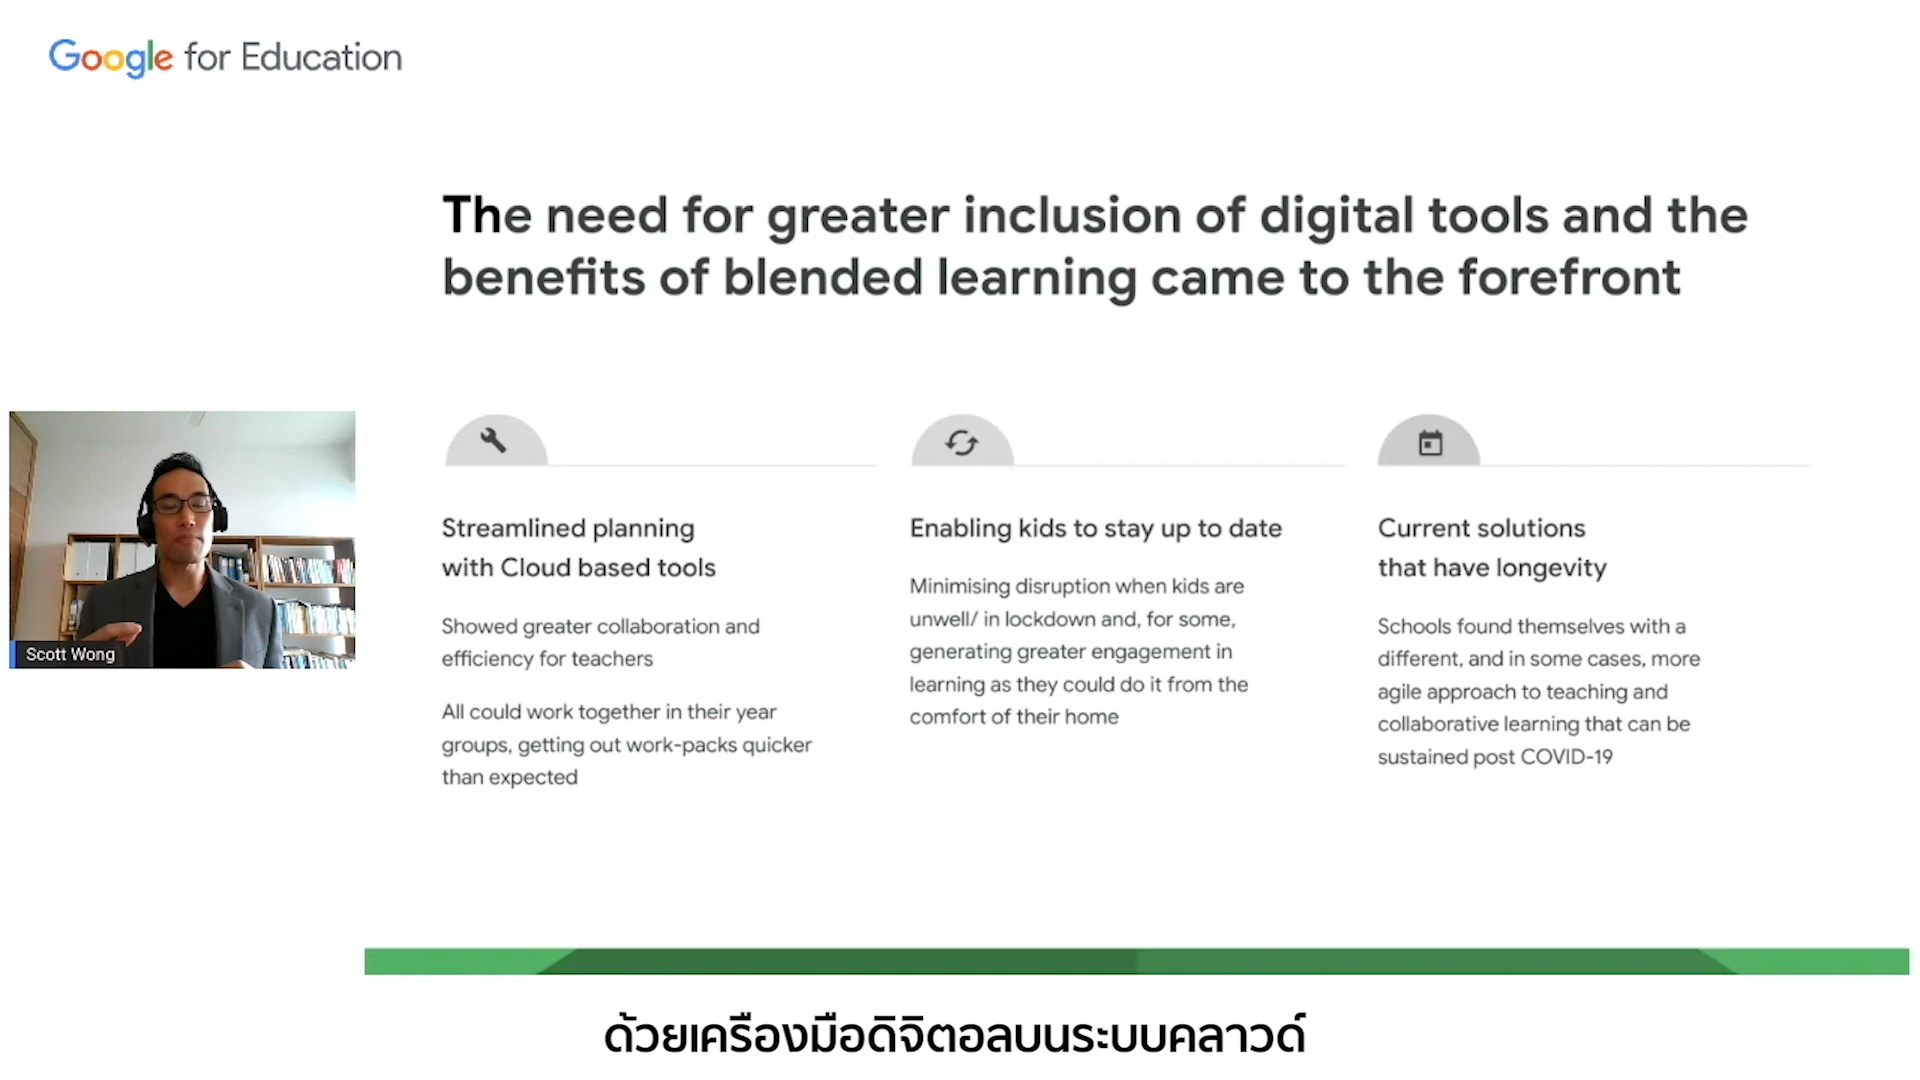 Google for Education
The need for greater inclusion of digital tools and the
benefits of blended learning came to the forefront
Streamlined planning
with Cloud based tools
Showed greater collaboration and
efficiency for teachers
All could work together in their year
groups, getting out work-packs quicker
than expected
Enabling kids to stay up to date
Minimising disruption when kids are
unwell/ in lockdown and, for some,
generating greater engagement in
learning as they could do it from the
comfort of their home
Current solutions
that have longevity
Schools found themselves with a
different, and in some cases, more
agile approach to teaching and
collaborative learning that can be
sustained post COVID-19
Scott Wong
ด้วยเครื่องมือดิจิตอลบนระบบคลาวด์